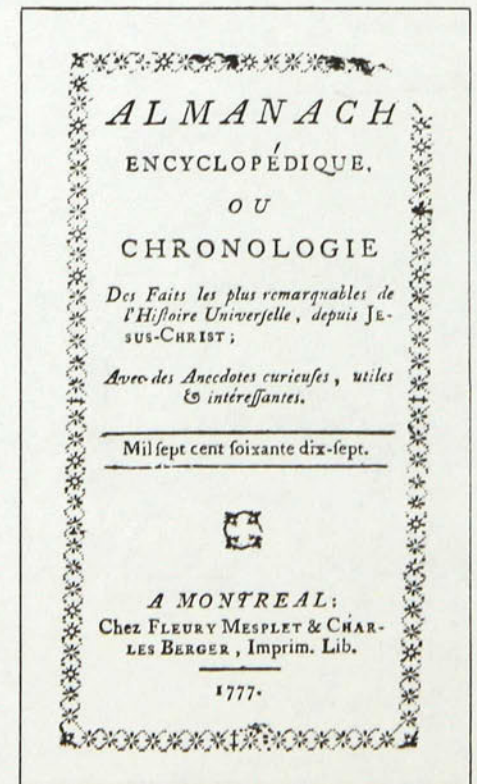 ALMANACH
ENCYCLOPÉDIQUE,
OU
CHRONOLOGIE
Des Faits les plus remarquables de
l'Hiſtoire Univerſelle, depuis JE-
SUS-CHRIST;
Avec des Anecdotes curieuſes, utiles
& intéreſſantes.
Mil ſept cent ſoixante dix-ſept.
A MONTREAL:
Chez FLEURY MESPLET & CHAR-
LES BERGER, Imprim. Lib.
1777.